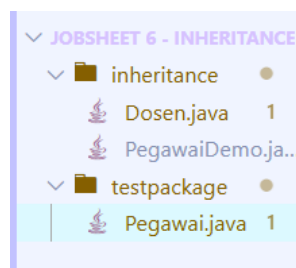 JOBSHEET 6 - INHERITANCE
inheritance
Dosen.java 1
PegawaiDemo.ja..
testpackage
Pegawai.java 1